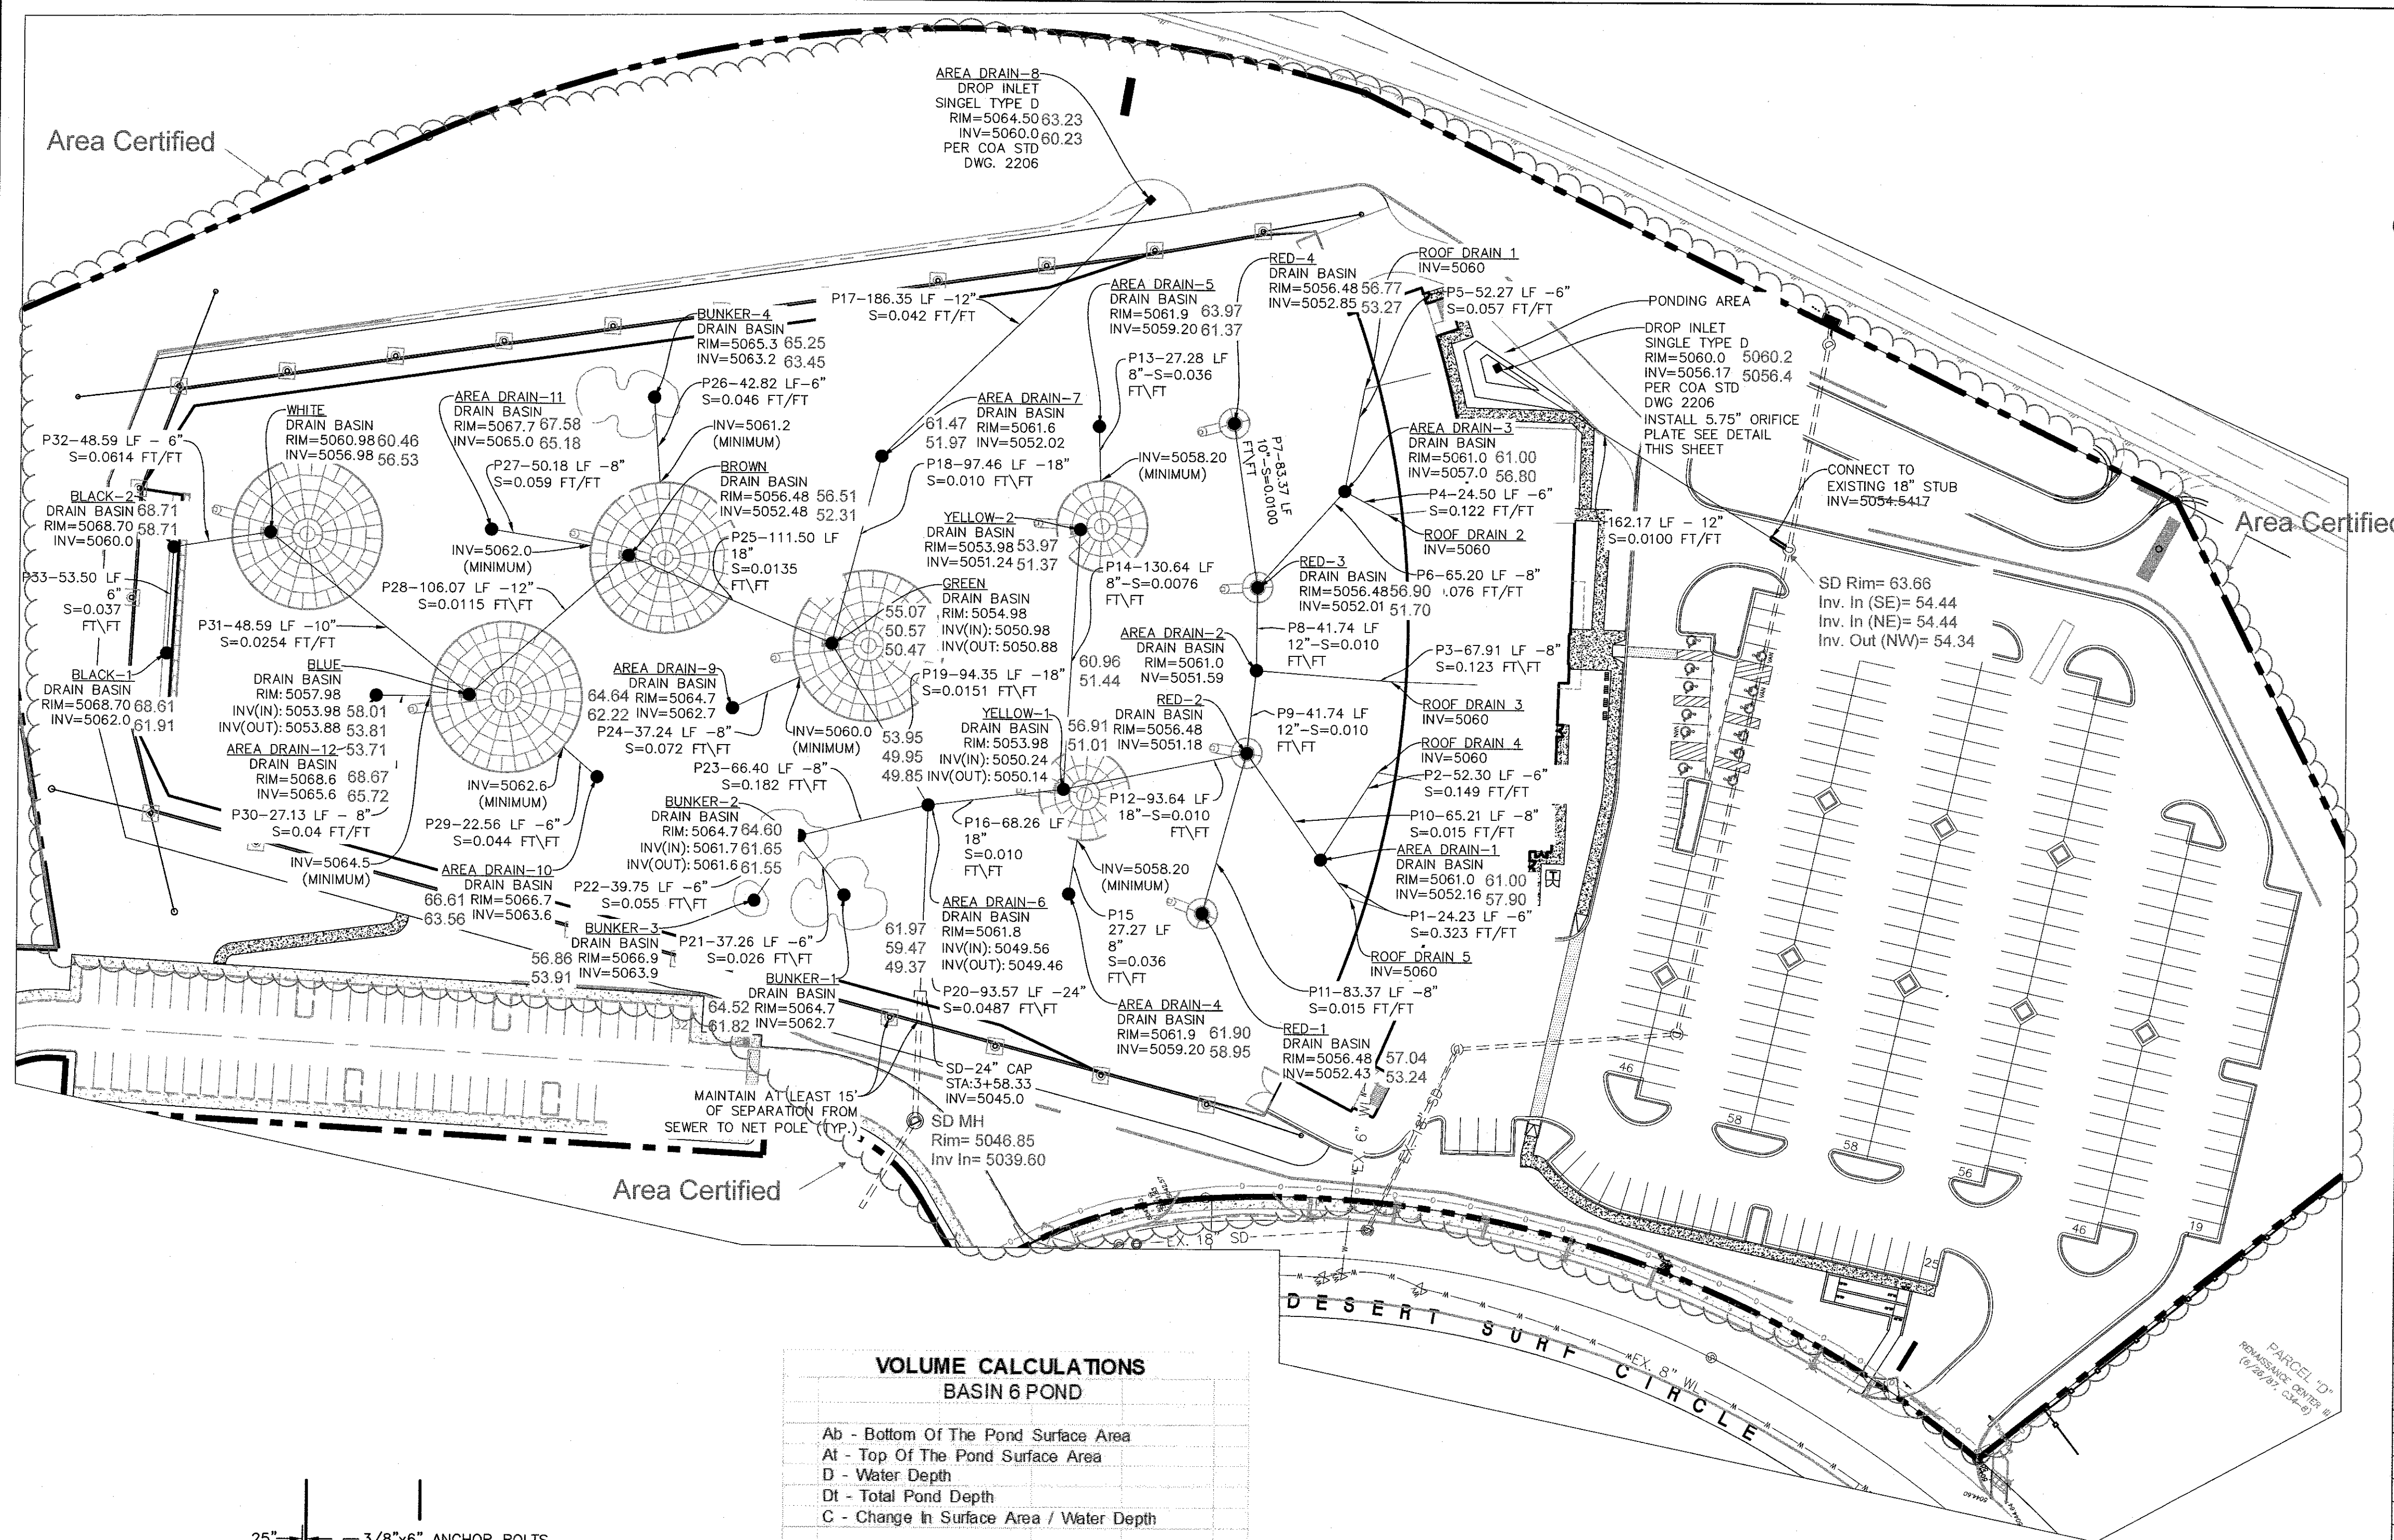 AREA DRAIN-8
DROP INLET
SINGEL TYPE D
RIM=5064.50 63.23
INV=5060.0 60.23
PER COA STD
DWG. 2206
Area Certified
ROOF DRAIN 1
INV=5060
RED-4
DRAIN BASIN
RIM=5056.48 56.77
INV=5052.85 53.27
AREA DRAIN-5
DRAIN BASIN
RIM=5061.9 63.97
INV=5059.20 61.37
P5-52.27 LF -6"
S=0.057 FT/FT
PONDING AREA
DROP INLET
SINGLE TYPE D
RIM=5060.0 5060.2
INV=5056.17 5056.4
PER COA STD
DWG 2206
INSTALL 5.75" ORIFICE
PLATE SEE DETAIL
THIS SHEET
P17-186.35 LF -12"
S=0.042 FT/FT
BUNKER-4
DRAIN BASIN
RIM=5065.3 65.25
INV=5063.2 63.45
P13-27.28 LF
8"-S=0.036
FT\FT
P26-42.82 LF-6"
S=0.046 FT/FT
AREA DRAIN-11
DRAIN BASIN
RIM=5067.7 67.58
INV=5065.0 65.18
AREA DRAIN-7
DRAIN BASIN
61.47 RIM=5061.6
51.97 INV=5052.02
WHITE
DRAIN BASIN
RIM=5060.98 60.46
INV=5056.98 56.53
P32-48.59 LF - 6"
S=0.0614 FT/FT
INV=5061.2
(MINIMUM)
AREA DRAIN-3
DRAIN BASIN
RIM=5061.0 61.00
INV=5057.0 56.80
P7-83.37 LF
10"-S=0.0100
FT\FT
P27-50.18 LF -8"
S=0.059 FT/FT
BROWN
DRAIN BASIN
RIM=5056.48 56.51
INV=5052.48 52.31
P18-97.46 LF -18"
S=0.010 FT\FT
INV=5058.20
(MINIMUM)
CONNECT TO
EXISTING 18" STUB
INV=5054.5417
P4-24.50 LF -6"
S=0.122 FT/FT
BLACK-2
DRAIN BASIN 68.71
RIM=5068.70 58.71
INV=5060.0
YELLOW-2
DRAIN BASIN
RIM=5053.98 53.97
INV=5051.24 51.37
162.17 LF - 12"
S=0.0100 FT/FT
Area Certified
ROOF DRAIN 2
INV=5060
P25-111.50 LF
18"
S=0.0135
FT\FT
INV=5062.0
(MINIMUM)
P14-130.64 LF
8"-S=0.0076
FT\FT
RED-3
DRAIN BASIN
RIM=5056.48 56.90
INV=5052.01 51.70
P6-65.20 LF -8"
.076 FT/FT
P33-53.50 LF
6"
S=0.037
FT\FT
P28-106.07 LF -12"
S=0.0115 FT\FT
GREEN
DRAIN BASIN
55.07 RIM: 5054.98
50.57 INV(IN): 5050.98
50.47 INV(OUT: 5050.88
SD Rim= 63.66
Inv. In (SE)= 54.44
Inv. In (NE)= 54.44
Inv. Out (NW)= 54.34
P31-48.59 LF -10"
S=0.0254 FT/FT
AREA DRAIN-2
DRAIN BASIN
60.96 RIM=5061.0
51.44 NV=5051.59
P8-41.74 LF
12"-S=0.010
FT\FT
P3-67.91 LF -8"
S=0.123 FT\FT
BLUE
DRAIN BASIN
RIM: 5057.98
INV(IN): 5053.98 58.01
INV(OUT: 5053.88 53.81
AREA DRAIN-12 53.71
DRAIN BASIN
RIM=5068.6 68.67
INV=5065.6 65.72
BLACK-1
DRAIN BASIN
RIM=5068.70 68.61
INV=5062.0 61.91
AREA DRAIN-9
DRAIN BASIN
64.64 RIM=5064.7
62.22 INV=5062.7
P19-94.35 LF -18"
S=0.0151 FT\FT
RED-2
DRAIN BASIN
RIM=5056.48
INV=5051.18
P9-41.74 LF
12"-S=0.010
FT\FT
ROOF DRAIN 3
INV=5060
YELLOW-1
DRAIN BASIN 56.91
RIM: 5053.98 51.01
53.95
49.95 INV(IN): 5050.24
49.85 INV(OUT): 5050.14
P24-37.24 LF -8"
S=0.072 FT\FT
INV=5060.0
(MINIMUM)
ROOF DRAIN 4
INV=5060
P23-66.40 LF -8"
S=0.182 FT\FT
P2-52.30 LF -6"
S=0.149 FT/FT
INV=5062.6
(MINIMUM)
P30-27.13 LF - 8"
S=0.04 FT/FT
P29-22.56 LF -6"
S=0.044 FT/FT
BUNKER-2
DRAIN BASIN
RIM: 5064.7 64.60
INV(IN): 5061.7 61.65
INV(OUT): 5061.6 61.55
P16-68.26 LF
18"
S=0.010
FT\FT
P12-93.64 LF
18"-S=0.010
FT\FT
P10-65.21 LF -8"
S=0.015 FT/FT
INV=5064.5
(MINIMUM)
AREA DRAIN-10
DRAIN BASIN
66.61 RIM=5066.7
63.56 INV=5063.6
P22-39.75 LF -6"
S=0.055 FT\FT
INV=5058.20
(MINIMUM)
AREA DRAIN-1
DRAIN BASIN
RIM=5061.0 61.00
INV=5052.16 57.90
P1-24.23 LF -6"
S=0.323 FT/FT
BUNKER-3
DRAIN BASIN
56.86 RIM=5066.9
53.91 INV=5063.9
P21-37.26 LF -6"
S=0.026 FT\FT
AREA DRAIN-6
DRAIN BASIN
61.97 RIM=5061.8
59.47 INV(IN): 5049.56
49.37 INV(OUT): 5049.46
P15
27.27 LF
8"
S=0.036
FT\FT
ROOF DRAIN 5
INV=5060
BUNKER-1
DRAIN BASIN
64.52 RIM=5064.7
61.82 INV=5062.7
P20-93.57 LF -24"
S=0.0487 FT\FT
AREA DRAIN-4
DRAIN BASIN
RIM=5061.9 61.90
INV=5059.20 58.95
P11-83.37 LF -8"
S=0.015 FT/FT
RED-1
DRAIN BASIN
RIM=5056.48 57.04
INV=5052.43 53.24
SD-24" CAP
STA:3+58.33
INV=5045.0
MAINTAIN AT LEAST 15'
OF SEPARATION FROM
SEWER TO NET POLE (TYP.)
SD MH
Rim= 5046.85
Inv In= 5039.60
Area Certified
EX 6" WL
46
58
58
56
46
19
25
EX. 18" SD
DESERT SURF CIRCLE
EX. 8" WL
PARCEL "D"
RENAISSANCE CENTER III
(6/26/87, C34-8)
VOLUME CALCULATIONS
BASIN 6 POND
Ab - Bottom Of The Pond Surface Area
At - Top Of The Pond Surface Area
D - Water Depth
Dt - Total Pond Depth
C - Change In Surface Area / Water Depth
.25"
3/8"x6" ANCHOR BOLTS